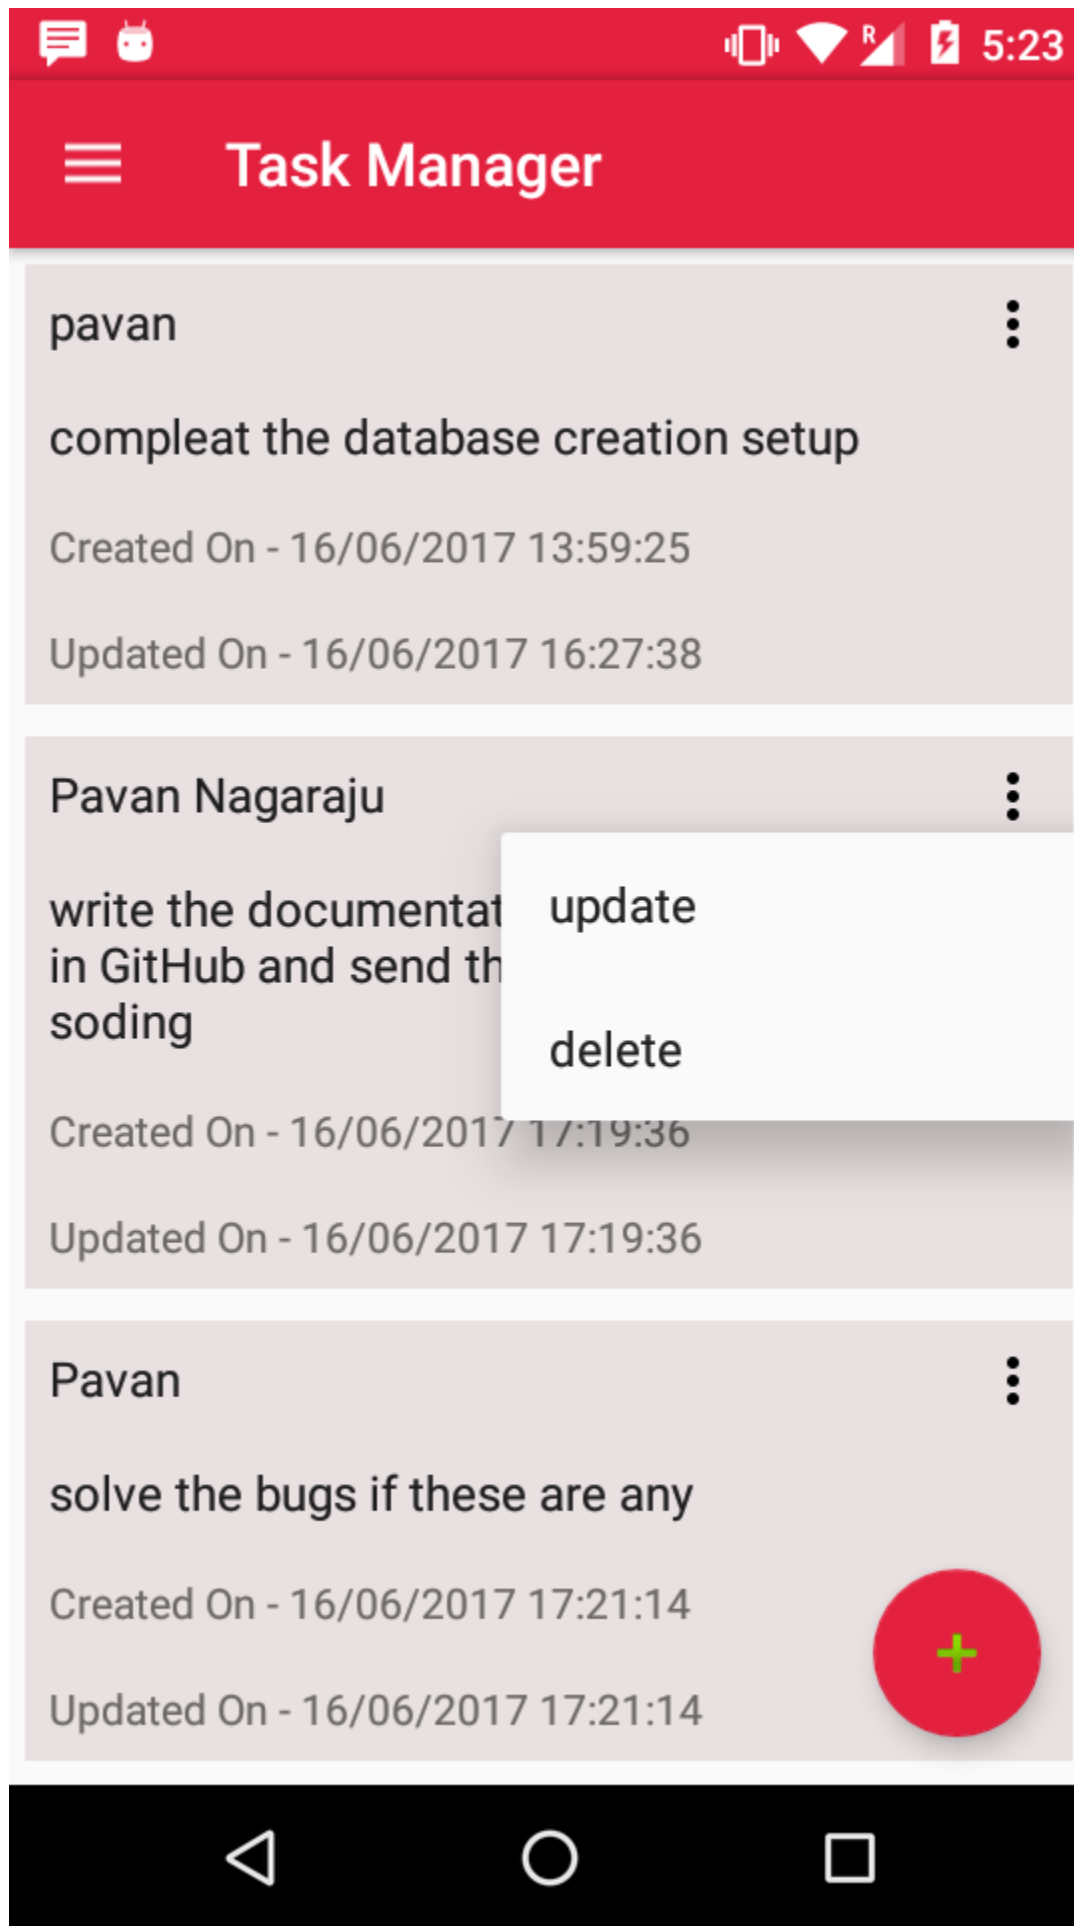 5:23
Task Manager
pavan
compleat the database creation setup
Created On - 16/06/2017 13:59:25
Updated On - 16/06/2017 16:27:38
Pavan Nagaraju
write the
in GitHub and send
soding
update
delete
Created On - 16/06/2017 17:19:36
Updated On - 16/06/2017 17:19:36
Pavan
solve the bugs if these are any
Created On - 16/06/2017 17:21:14
Updated On - 16/06/2017 17:21:14